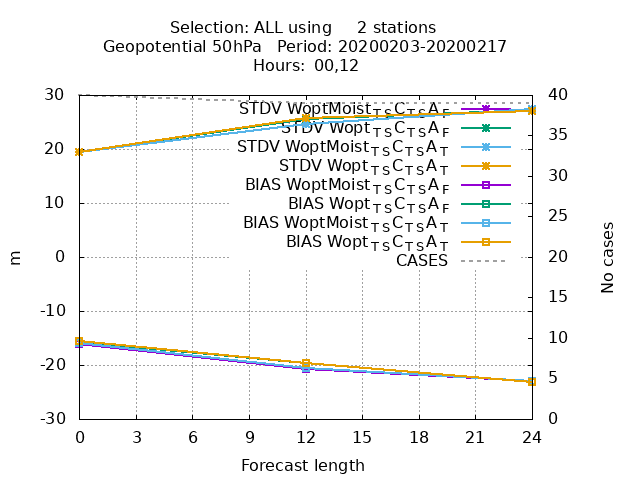 Selection: ALL using     2 stations
Geopotential 50hPa   Period: 20200203-20200217
Hours:  00,12
30
20
10
0
-10
-20
-30
m
40
35
30
25
20
15
10
5
0
No cases
STDV WoptMoist_TS C_TS A_F
STDV Wopt_TS C_TS A_F
STDV WoptMoist_TS C_TS A_T
STDV Wopt_TS C_TS A_T
BIAS WoptMoist_TS C_TS A_F
BIAS Wopt_TS C_TS A_F
BIAS WoptMoist_TS C_TS A_T
BIAS Wopt_TS C_TS A_T
CASES
0 3 6 9 12 15 18 21 24
Forecast length